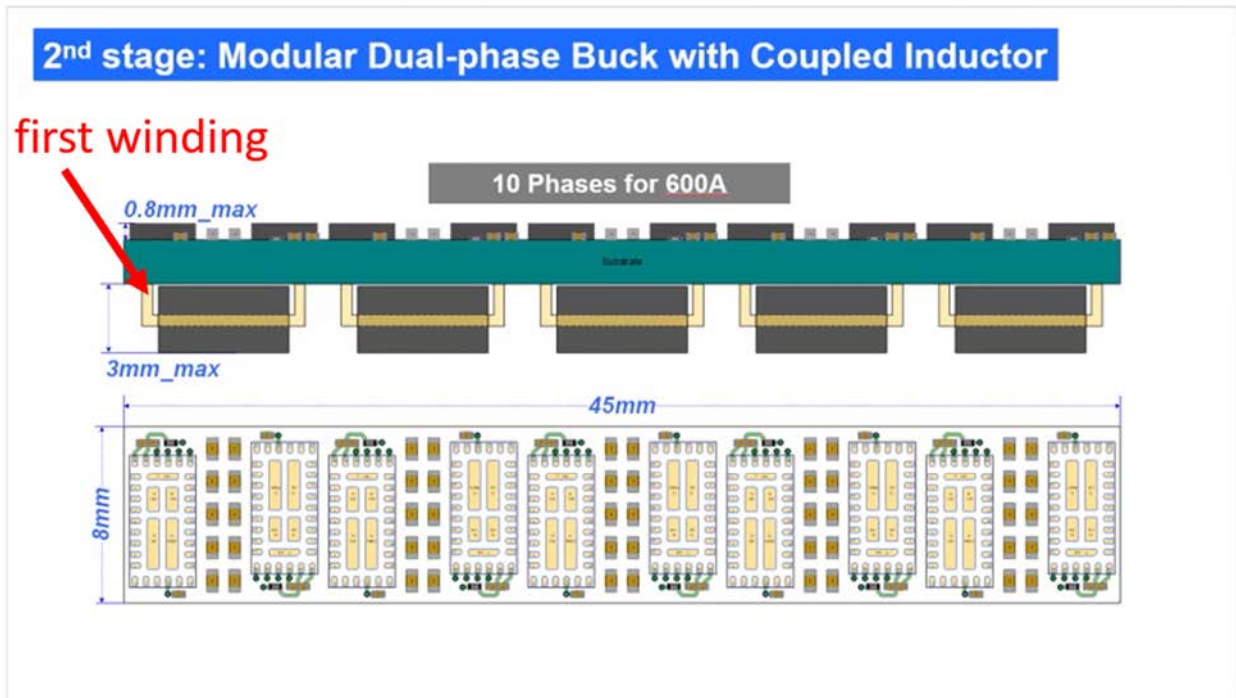 2nd stage: Modular Dual-phase Buck with Coupled Inductor
first winding
10 Phases for 600A
0.8mm_max
Substrate
3mm_max
45mm
8mm